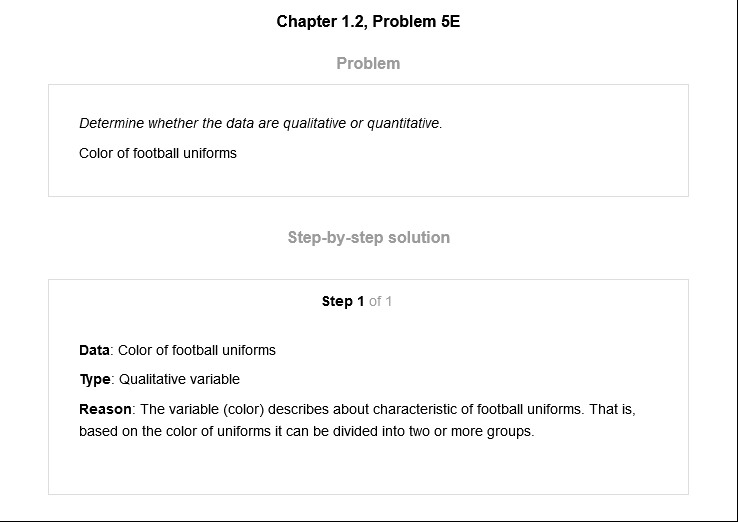 Chapter 1.2, Problem 5E
Problem
Determine whether the data are qualitative or quantitative.
Color of football uniforms
Step-by-step solution
Step 1 of 1
Data: Color of football uniforms
Type: Qualitative variable
Reason: The variable (color) describes about characteristic of football uniforms. That is,
based on the color of uniforms it can be divided into two or more groups.